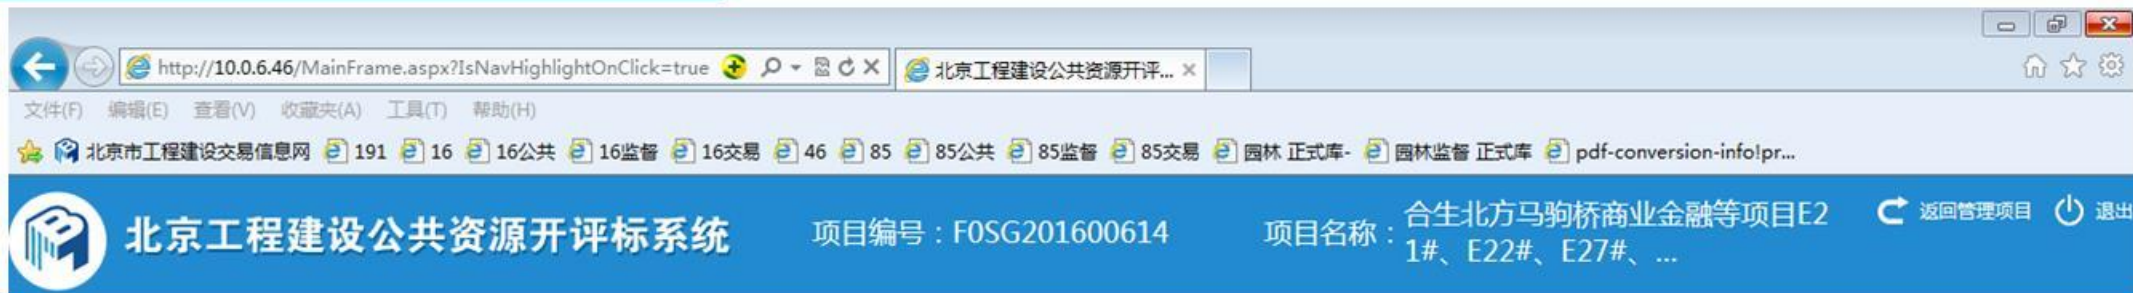 http://10.0.6.46/MainFrame.aspx?IsNavHighlightOnClick=true 北京工程建设公共资源开评...
文件(F) 编辑(E) 查看(V) 收藏夹(A) 工具(T) 帮助(H)
北京市工程建设交易信息网 191 16 16公共 16监督 16交易 46 85 85公共 85监督 85交易 园林 正式库- 园林监督 正式库 pdf-conversion-info!pr...
北京工程建设公共资源开评标系统 项目编号：F0SG201600614 项目名称：合生北方马驹桥商业金融等项目E2 返回管理项目 退出
1#、E22#、E27#、...